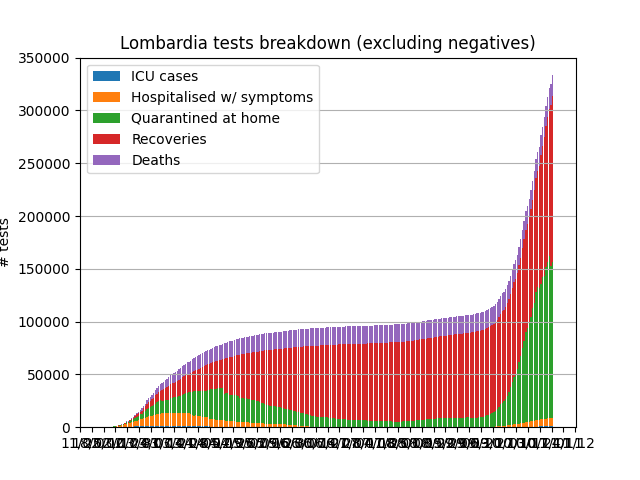 Lombardia tests breakdown (excluding negatives)
350000
300000
250000
200000
150000
100000
50000
0
# tests
ICU cases
Hospitalised w/ symptoms
Quarantined at home
Recoveries
Deaths